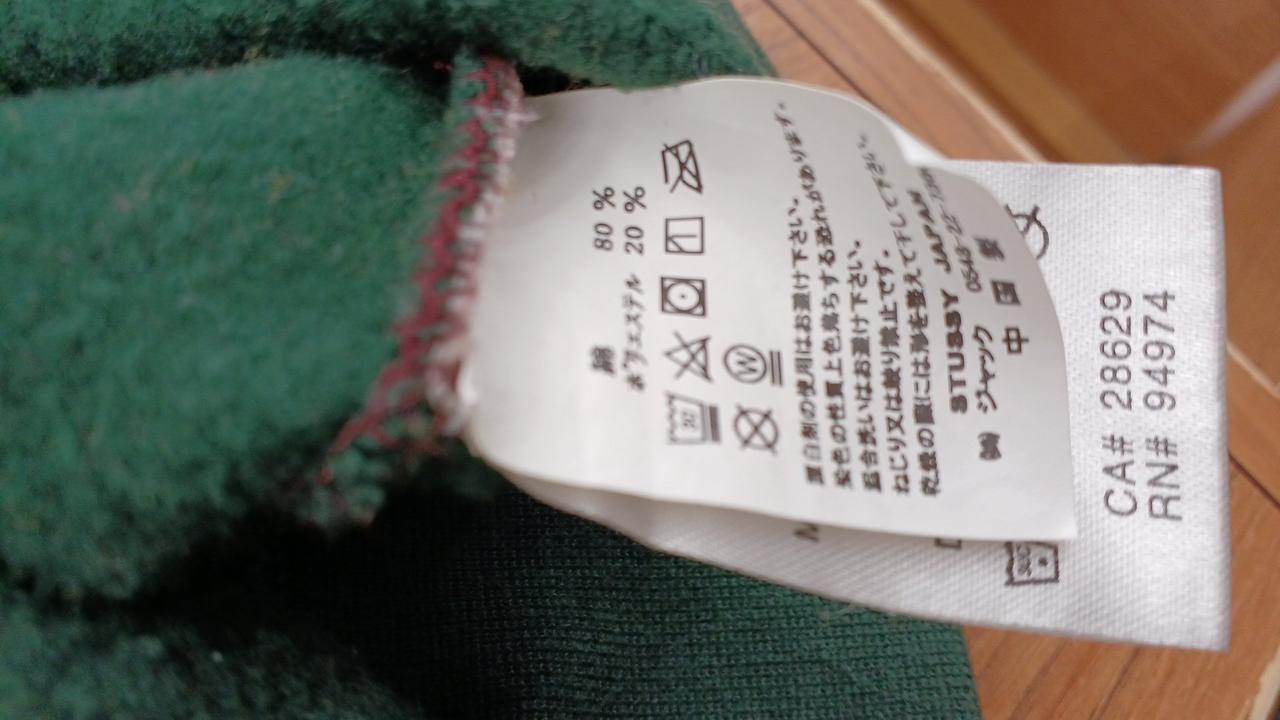 綿 80 %
ポリエステル 20 %
蛍白剤の使用はお避け下さい。
染色の性質上色落ちする恐れがあります。
混合洗いはお避け下さい。
ねじり又は絞り禁止です。
乾燥の際には形を整えて干して下さい。
STUSSY JAPAN
㈱ ジャック
中 国 製
CA# 28629
RN# 94974